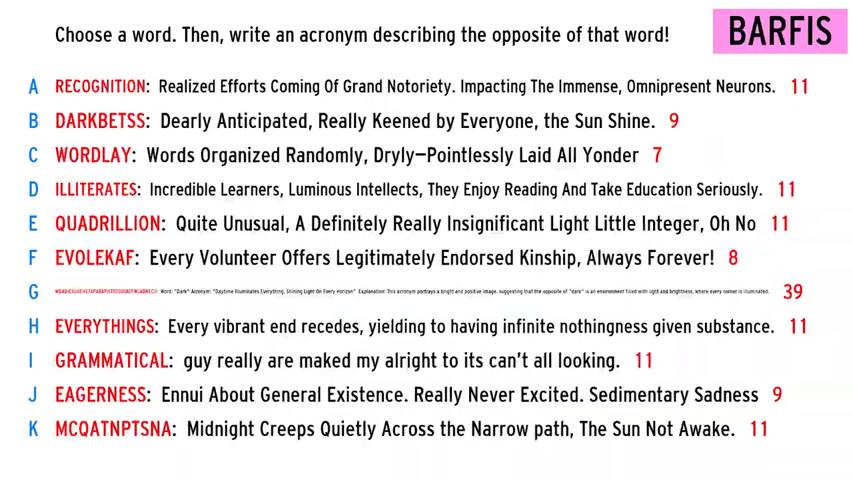 Choose a word. Then, write an acronym describing the opposite of that word!
BARFIS
A RECOGNITION: Realized Efforts Coming Of Grand Notoriety. Impacting The Immense, Omnipresent Neurons. 11
B DARKBETSS: Dearly Anticipated, Really Keened by Everyone, the Sun Shine. 9
C WORDLAY: Words Organized Randomly, Dryly—Pointlessly Laid All Yonder 7
D ILLITERATES: Incredible Learners, Luminous Intellects, They Enjoy Reading And Take Education Seriously. 11
E QUADRILLION: Quite Unusual, A Definitely Really Insignificant Light Little Integer, Oh No 11
F EVOLEKAF: Every Volunteer Offers Legitimately Endorsed Kinship, Always Forever! 8
G Word: "Dark" Acronym: "Daytime Illuminates Everything, Shining Light On Every Horizon" Explanation: This acronym portrays a bright and positive image, suggesting that the opposite of "dark" is an environment filled with light and brightness, where every corner is illuminated. 39
H EVERYTHINGS: Every vibrant end recedes, yielding to having infinite nothingness given substance. 11
I GRAMMATICAL: guy really are maked my alright to its can't all looking. 11
J EAGERNESS: Ennui About General Existence. Really Never Excited. Sedimentary Sadness 9
K MCQATNPTSNA: Midnight Creeps Quietly Across the Narrow path, The Sun Not Awake. 11